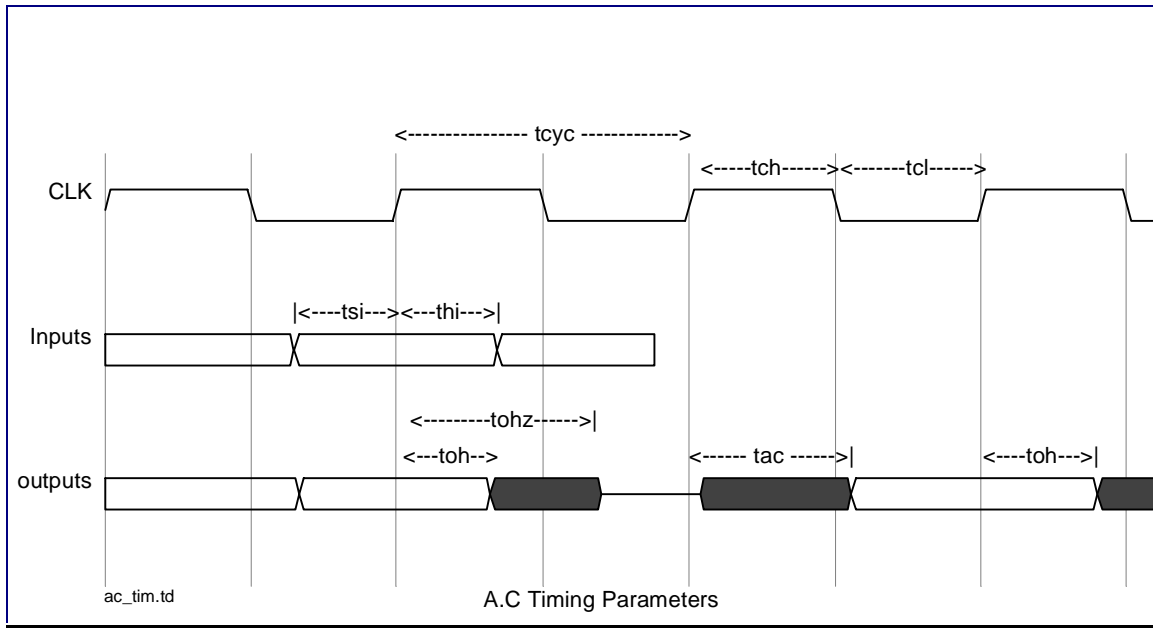 <---------------- tcyc ------------->
<-----tch------><-------tcl------>
CLK
|<----tsi---><---thi---->|
Inputs
<---------tohz------>|
<---toh---> <------ tac ------>| <----toh--->|
outputs
ac_tim.td
A.C Timing Parameters